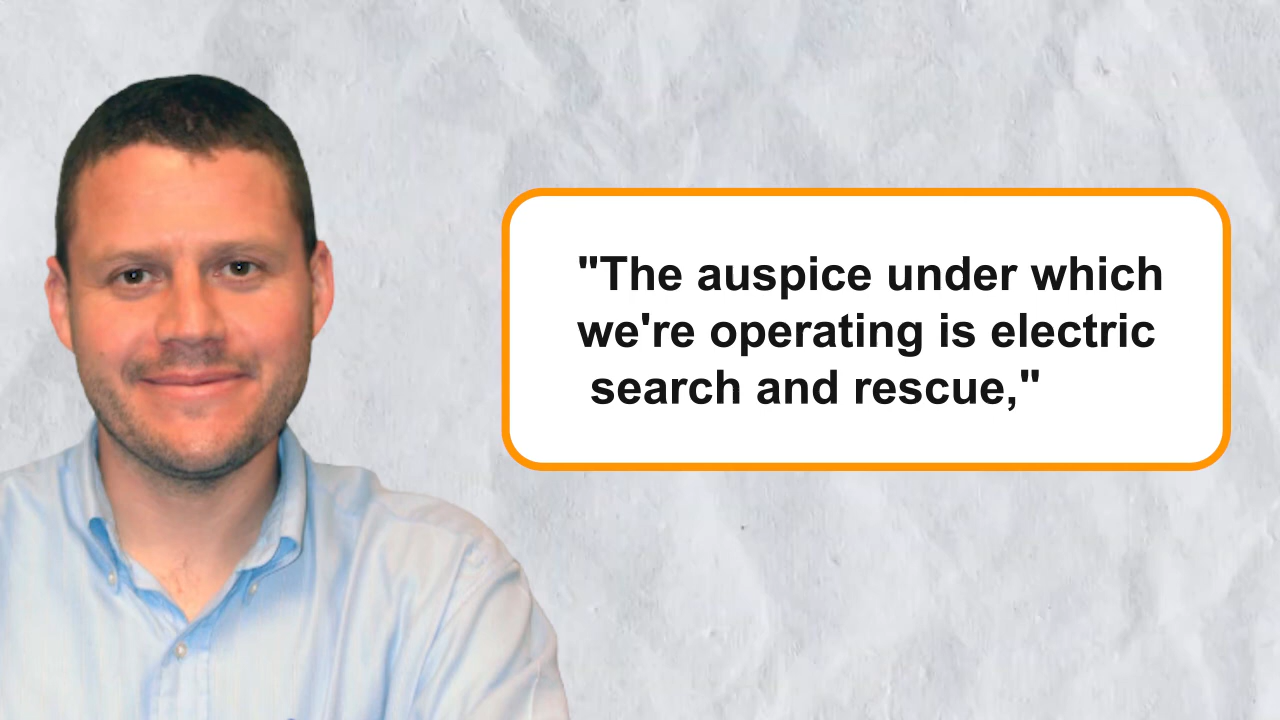 "The auspice under which
we're operating is electric
search and rescue,"